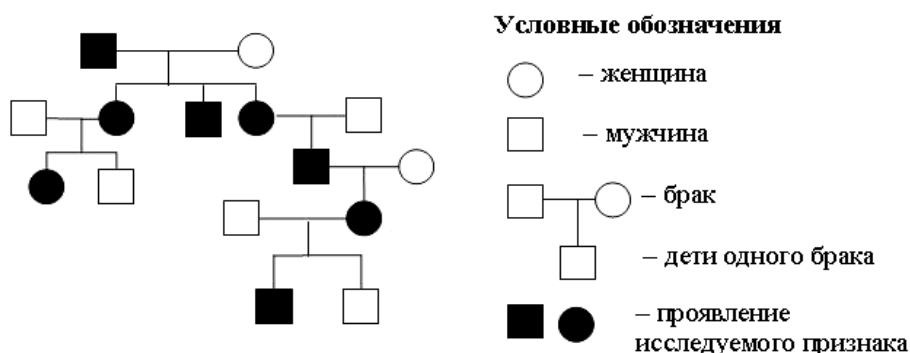 Условные обозначения
– женщина
– мужчина
– брак
– дети одного брака
– проявление
исследуемого признака